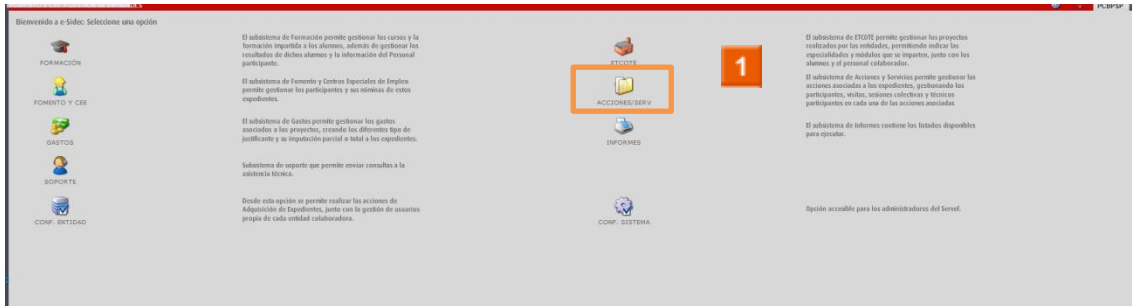 PCBPSP
Bienvenido a e-Sidec: Seleccione una opción
FORMACIÓN
El subsistema de Formación permite gestionar los cursos y la
formación impartida a los alumnos, además de gestionar los
resultados de dichos alumnos y la información del Personal
participante.
ETCOTE
1
El subsistema de ETCOTE permite gestionar los proyectos
realizados por las entidades, permitiendo indicar las
especialidades y módulos que se imparten, junto con los
alumnos y el personal colaborador.
FOMENTO Y CEE
El subsistema de Fomento y Centros Especiales de Empleo
permite gestionar los participantes y sus nóminas de estos
expedientes.
ACCIONES/SERV
El subsistema de Acciones y Servicios permite gestionar las
acciones asociadas a los expedientes, gestionando los
participantes, visitas, sesiones colectivas y técnicos
participantes en cada una de las acciones asociadas
GASTOS
El subsistema de Gastos permite gestionar los gastos
asociados a los proyectos, creando los diferentes tipo de
justificante y su imputación parcial o total a los expedientes.
INFORMES
El subsistema de Informes contiene los listados disponibles
para ejecutar.
SOPORTE
Subsistema de soporte que permite enviar consultas a la
asistencia técnica.
CONF. ENTIDAD
Desde esta opción se permite realizar las acciones de
Adquisición de Expedientes, junto con la gestión de usuarios
propia de cada entidad colaboradora.
CONF. SISTEMA
Opción accesible para los administradores del Servef.